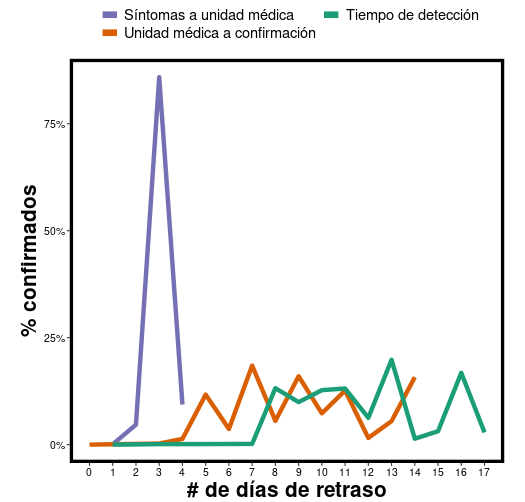 Síntomas a unidad médica
Tiempo de detección
Unidad médica a confirmación
% confirmados
75%
50%
25%
0%
0 1 2 3 4 5 6 7 8 9 10 11 12 13 14 15 16 17
# de días de retraso